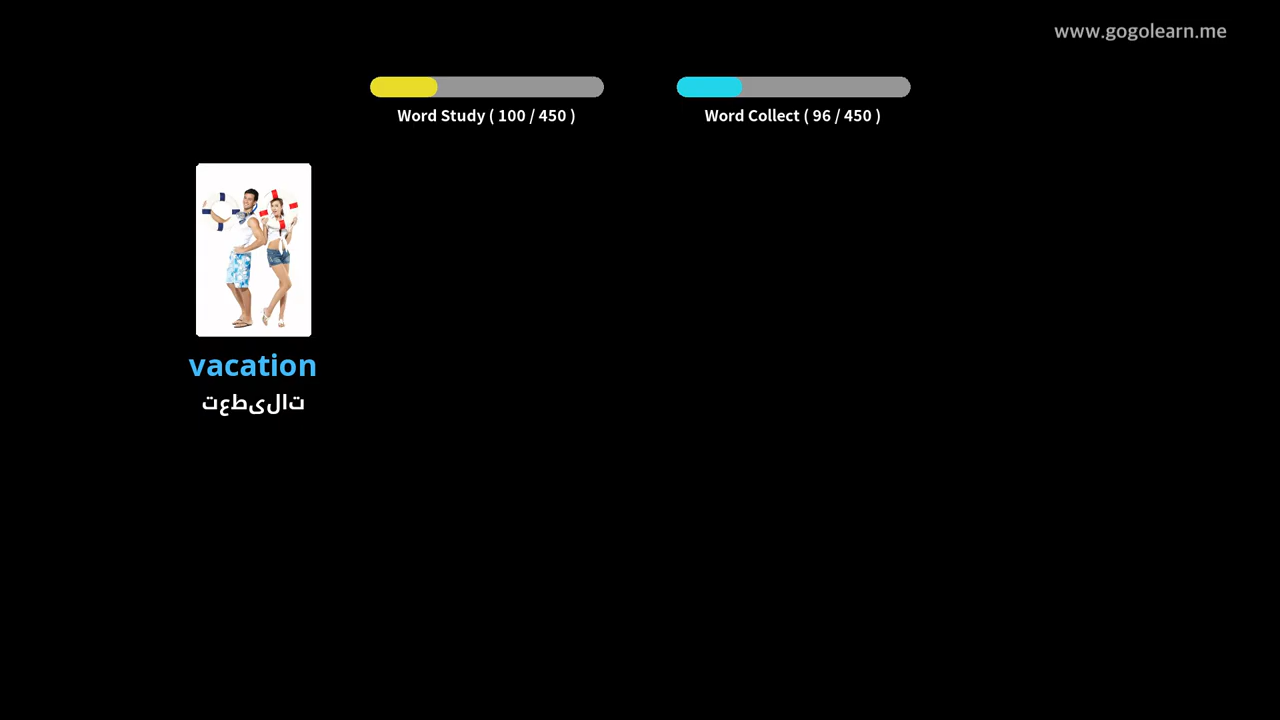 www.gogolearn.me
Word Study ( 100 / 450 )
Word Collect ( 96 / 450 )
vacation
تعطیلات